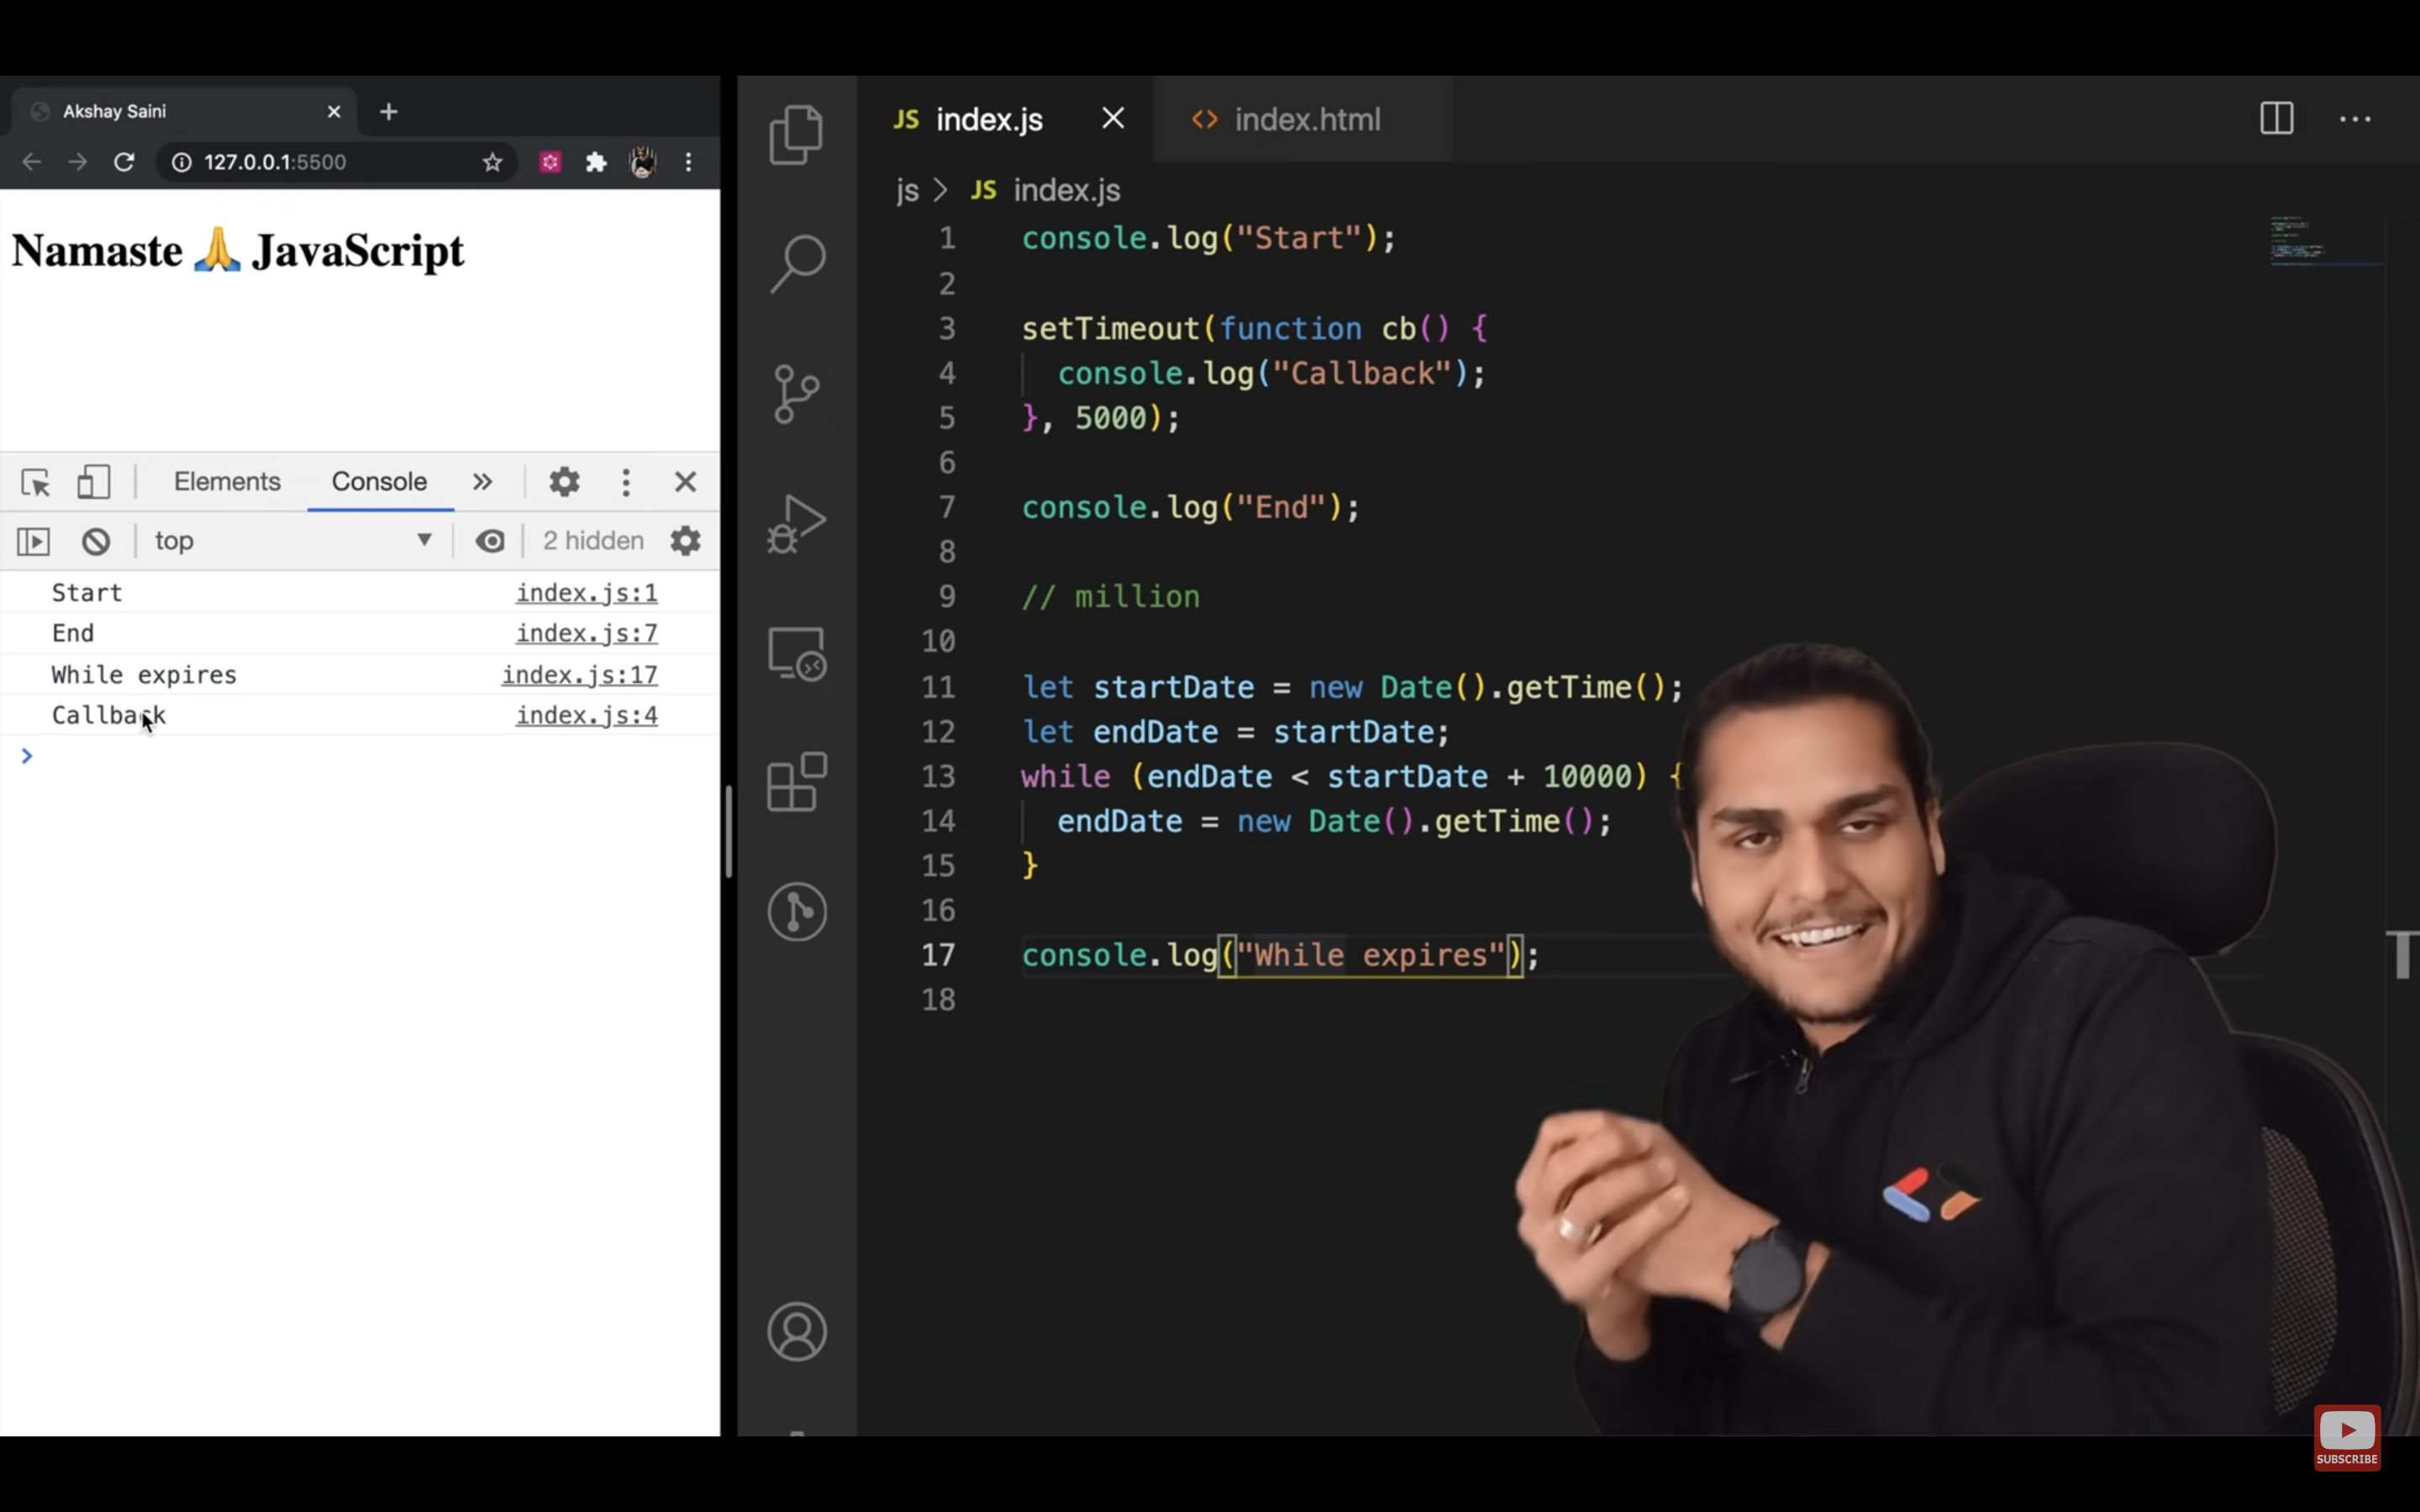 Akshay Saini
127.0.0.1:5500
Namaste 🙏 JavaScript
Elements Console
top 2 hidden
Start index.js:1
End index.js:7
While expires index.js:17
Callback index.js:4
JS index.js index.html
js > JS index.js
1 console.log("Start");
2
3 setTimeout(function cb() {
4 console.log("Callback");
5 }, 5000);
6
7 console.log("End");
8
9 // million
10
11 let startDate = new Date().getTime();
12 let endDate = startDate;
13 while (endDate < startDate + 10000) {
14 endDate = new Date().getTime();
15 }
16
17 console.log("While expires");
18
T
SUBSCRIBE